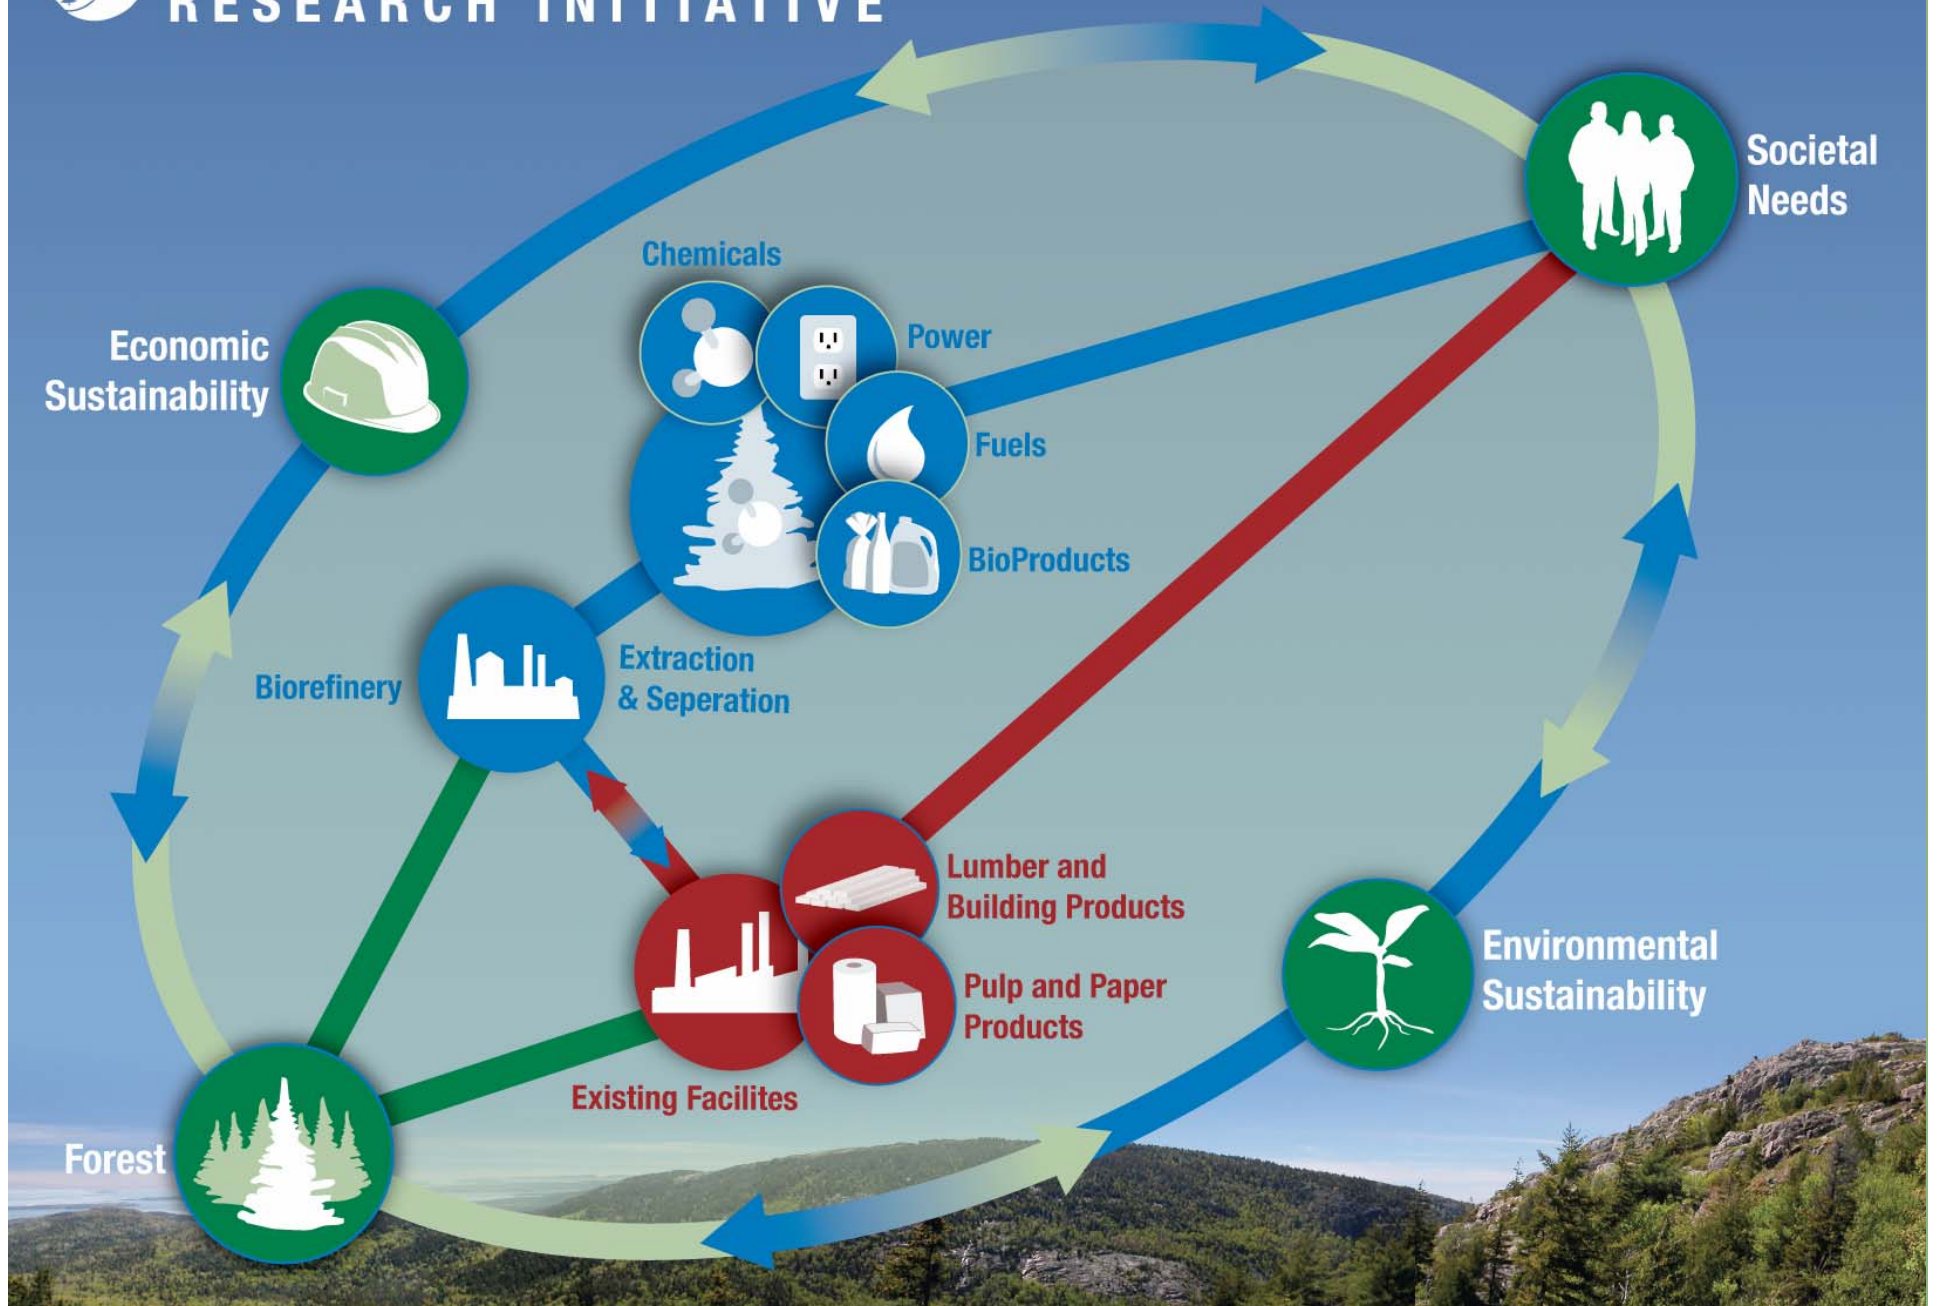 RESEARCH INITIATIVE
Societal
Needs
Chemicals
Power
Economic
Sustainability
Fuels
BioProducts
Extraction
& Seperation
Biorefinery
Lumber and
Building Products
Environmental
Sustainability
Pulp and Paper
Products
Existing Facilites
Forest